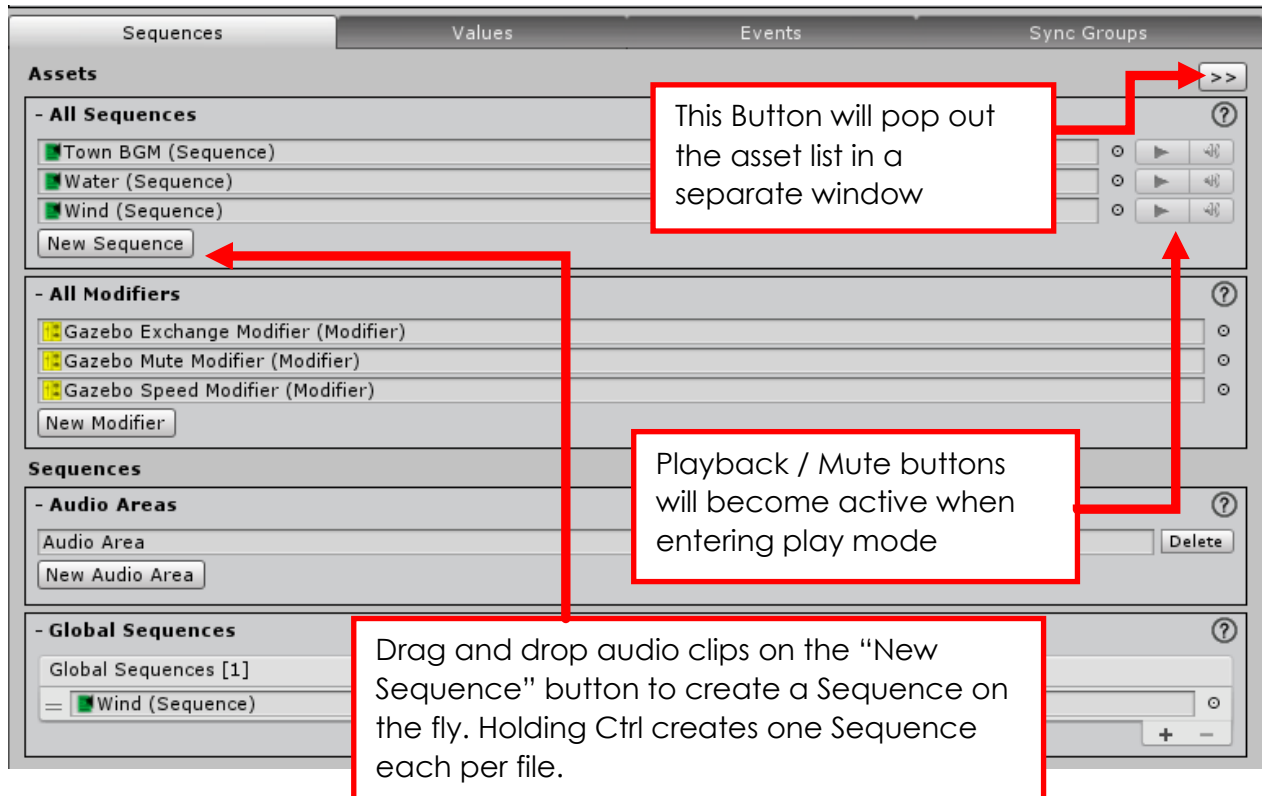 Sequences Values Events Sync Groups
Assets
>>
- All Sequences
?
Town BGM (Sequence)
Water (Sequence)
Wind (Sequence)
New Sequence
This Button will pop out
the asset list in a
separate window
- All Modifiers
?
Gazebo Exchange Modifier (Modifier)
Gazebo Mute Modifier (Modifier)
Gazebo Speed Modifier (Modifier)
New Modifier
Playback / Mute buttons
will become active when
entering play mode
Sequences
- Audio Areas
?
Audio Area
Delete
New Audio Area
- Global Sequences
?
Global Sequences [1]
= Wind (Sequence)
+ -
Drag and drop audio clips on the “New
Sequence” button to create a Sequence on
the fly. Holding Ctrl creates one Sequence
each per file.